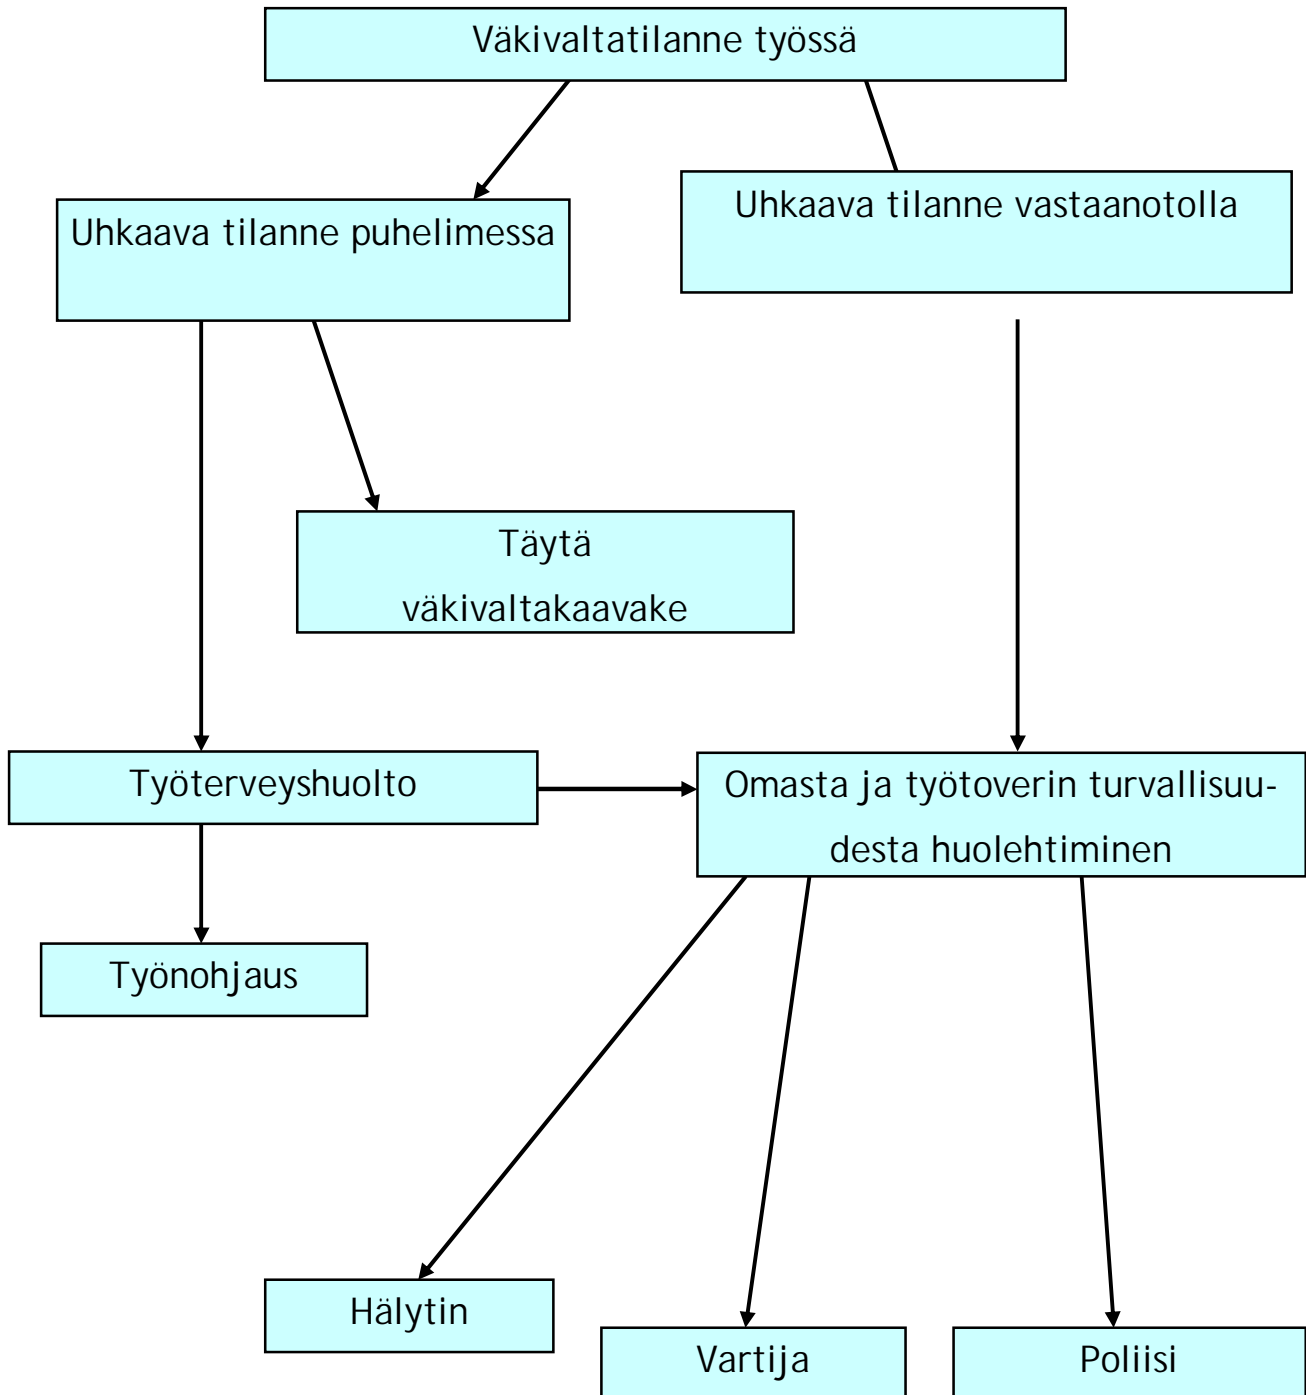 Väkivaltatilanne työssä
Uhkaava tilanne puhelimessa
Uhkaava tilanne vastaanotolla
Täytä
väkivaltakaavake
Työterveyshuolto
Omasta ja työtoverin turvallisuu-
desta huolehtiminen
Työnohjaus
Hälytin
Vartija
Poliisi